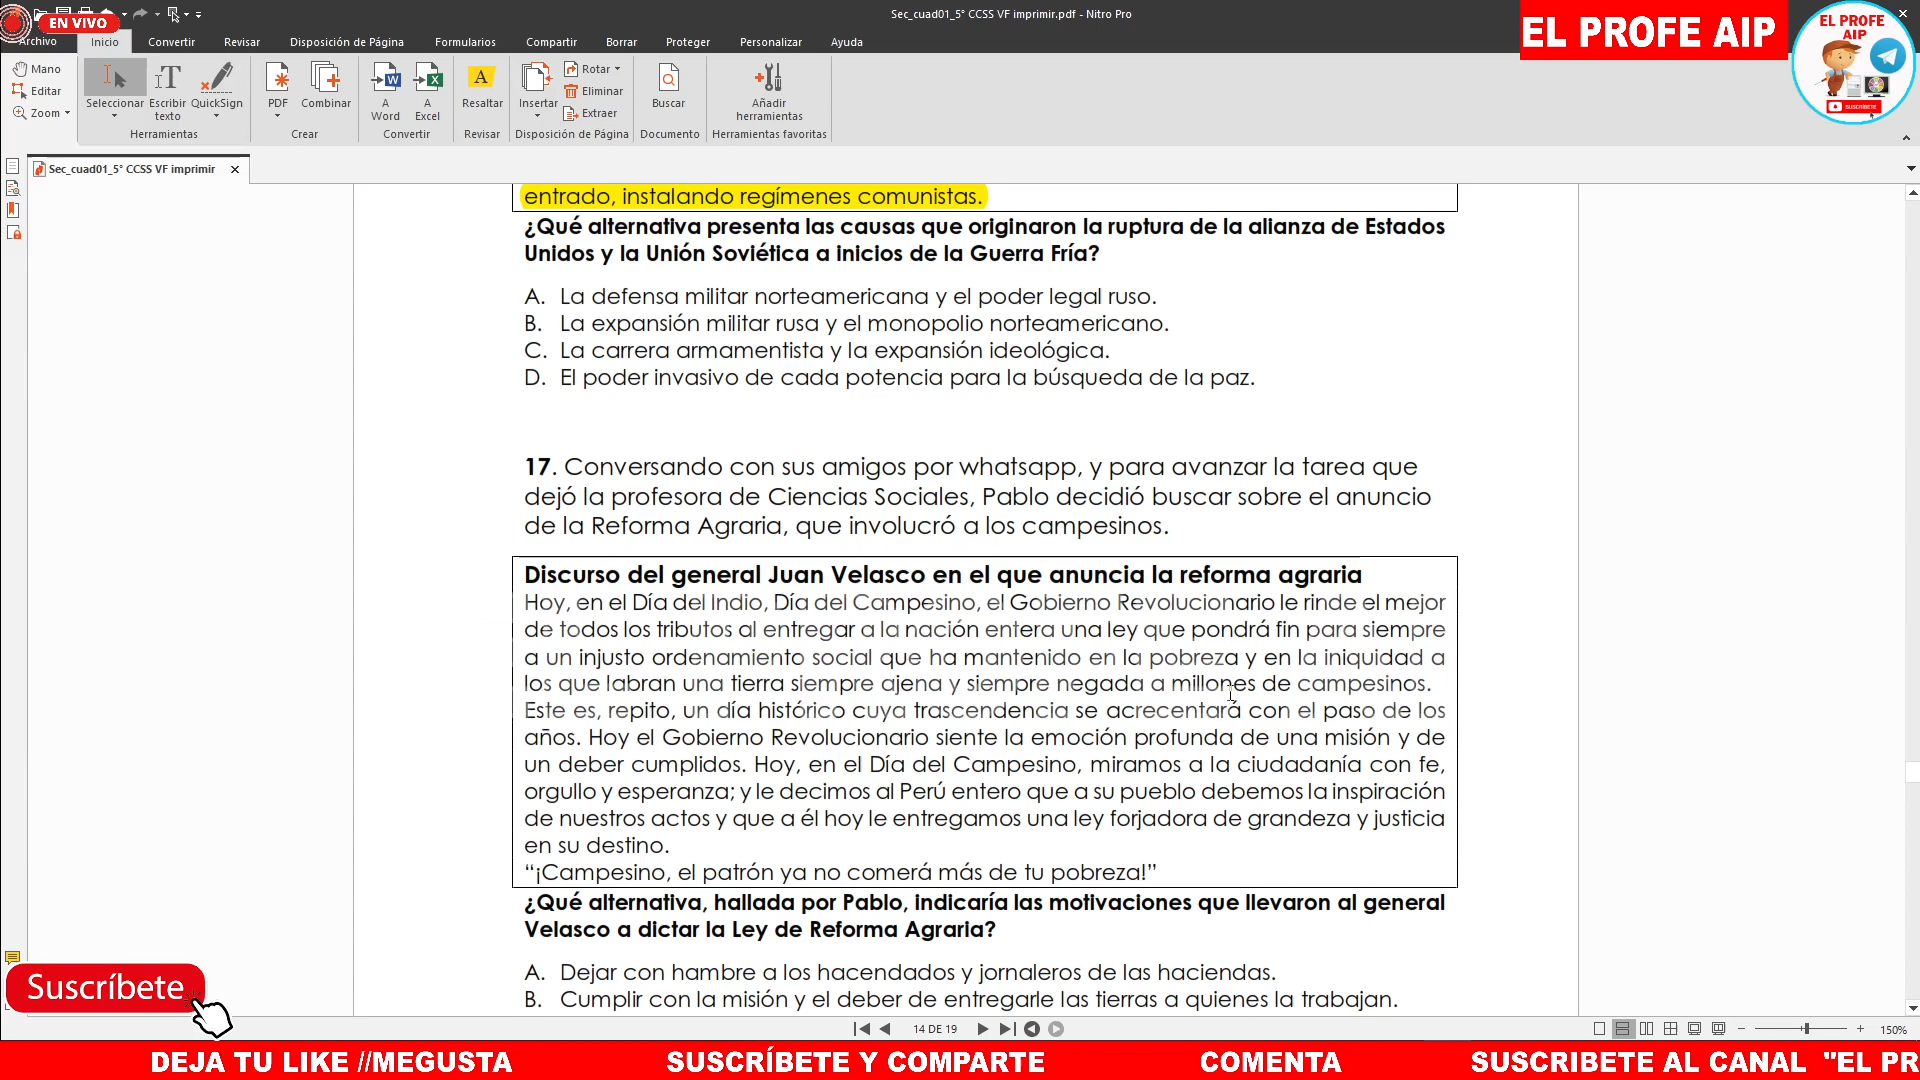 EN VIVO
Sec_cuad01_5° CCSS VF imprimir.pdf - Nitro Pro
EL PROFE AIP
EL PROFE
AIP
SUSCRÍBETE
Archivo Inicio Convertir Revisar Disposición de Página Formularios Compartir Borrar Proteger Personalizar Ayuda
Mano
Editar
Zoom
Seleccionar
Escribir
texto
QuickSign
Herramientas
PDF
Combinar
Crear
A
Word
A
Excel
Convertir
Resaltar
Revisar
Insertar
Rotar
Eliminar
Extraer
Disposición de Página
Buscar
Documento
Añadir
herramientas
Herramientas favoritas
Sec_cuad01_5° CCSS VF imprimir
entrado, instalando regímenes comunistas.
¿Qué alternativa presenta las causas que originaron la ruptura de la alianza de Estados
Unidos y la Unión Soviética a inicios de la Guerra Fría?
A. La defensa militar norteamericana y el poder legal ruso.
B. La expansión militar rusa y el monopolio norteamericano.
C. La carrera armamentista y la expansión ideológica.
D. El poder invasivo de cada potencia para la búsqueda de la paz.
17. Conversando con sus amigos por whatsapp, y para avanzar la tarea que
dejó la profesora de Ciencias Sociales, Pablo decidió buscar sobre el anuncio
de la Reforma Agraria, que involucró a los campesinos.
Discurso del general Juan Velasco en el que anuncia la reforma agraria
Hoy, en el Día del Indio, Día del Campesino, el Gobierno Revolucionario le rinde el mejor
de todos los tributos al entregar a la nación entera una ley que pondrá fin para siempre
a un injusto ordenamiento social que ha mantenido en la pobreza y en la iniquidad a
los que labran una tierra siempre ajena y siempre negada a millones de campesinos.
Este es, repito, un día histórico cuya trascendencia se acrecentará con el paso de los
años. Hoy el Gobierno Revolucionario siente la emoción profunda de una misión y de
un deber cumplidos. Hoy, en el Día del Campesino, miramos a la ciudadanía con fe,
orgullo y esperanza; y le decimos al Perú entero que a su pueblo debemos la inspiración
de nuestros actos y que a él hoy le entregamos una ley forjadora de grandeza y justicia
en su destino.
“¡Campesino, el patrón ya no comerá más de tu pobreza!”
¿Qué alternativa, hallada por Pablo, indicaría las motivaciones que llevaron al general
Velasco a dictar la Ley de Reforma Agraria?
A. Dejar con hambre a los hacendados y jornaleros de las haciendas.
B. Cumplir con la misión y el deber de entregarle las tierras a quienes la trabajan.
Suscríbete
14 DE 19
150%
DEJA TU LIKE //MEGUSTA SUSCRÍBETE Y COMPARTE COMENTA SUSCRIBETE AL CANAL "EL PR